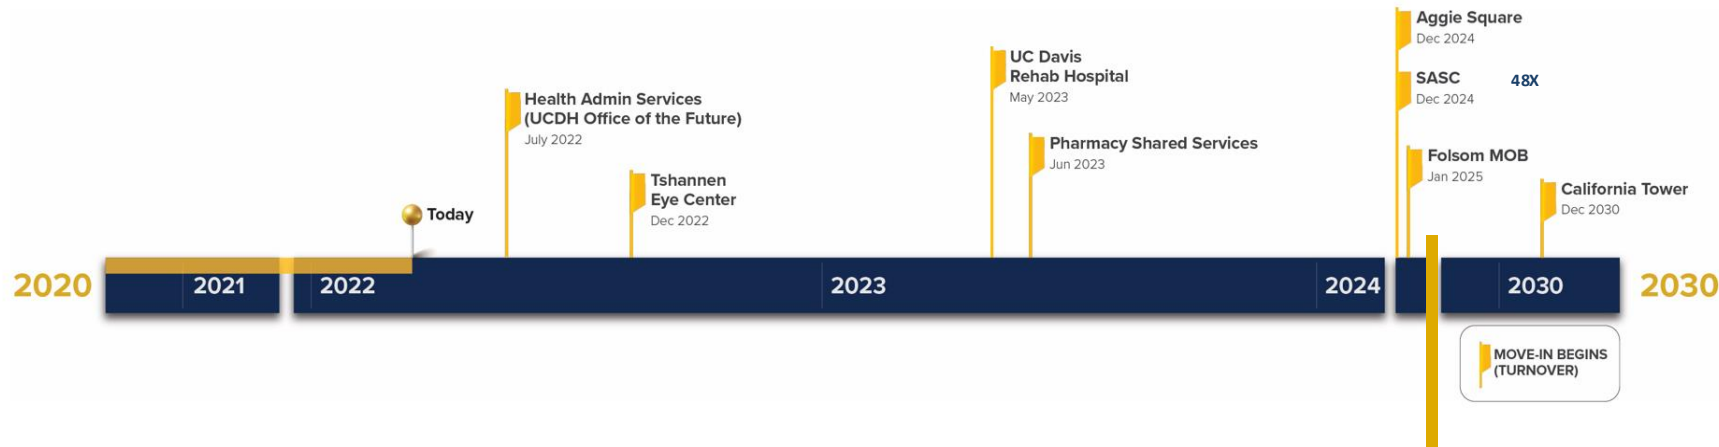 Aggie Square
Dec 2024
UC Davis
Rehab Hospital
May 2023
SASC 48X
Dec 2024
Health Admin Services
(UCDH Office of the Future)
July 2022
Pharmacy Shared Services
Jun 2023
Folsom MOB
Jan 2025
Tshannen
Eye Center
Dec 2022
California Tower
Dec 2030
Today
2020 2021 2022 2023 2024 2030 2030
MOVE-IN BEGINS
(TURNOVER)